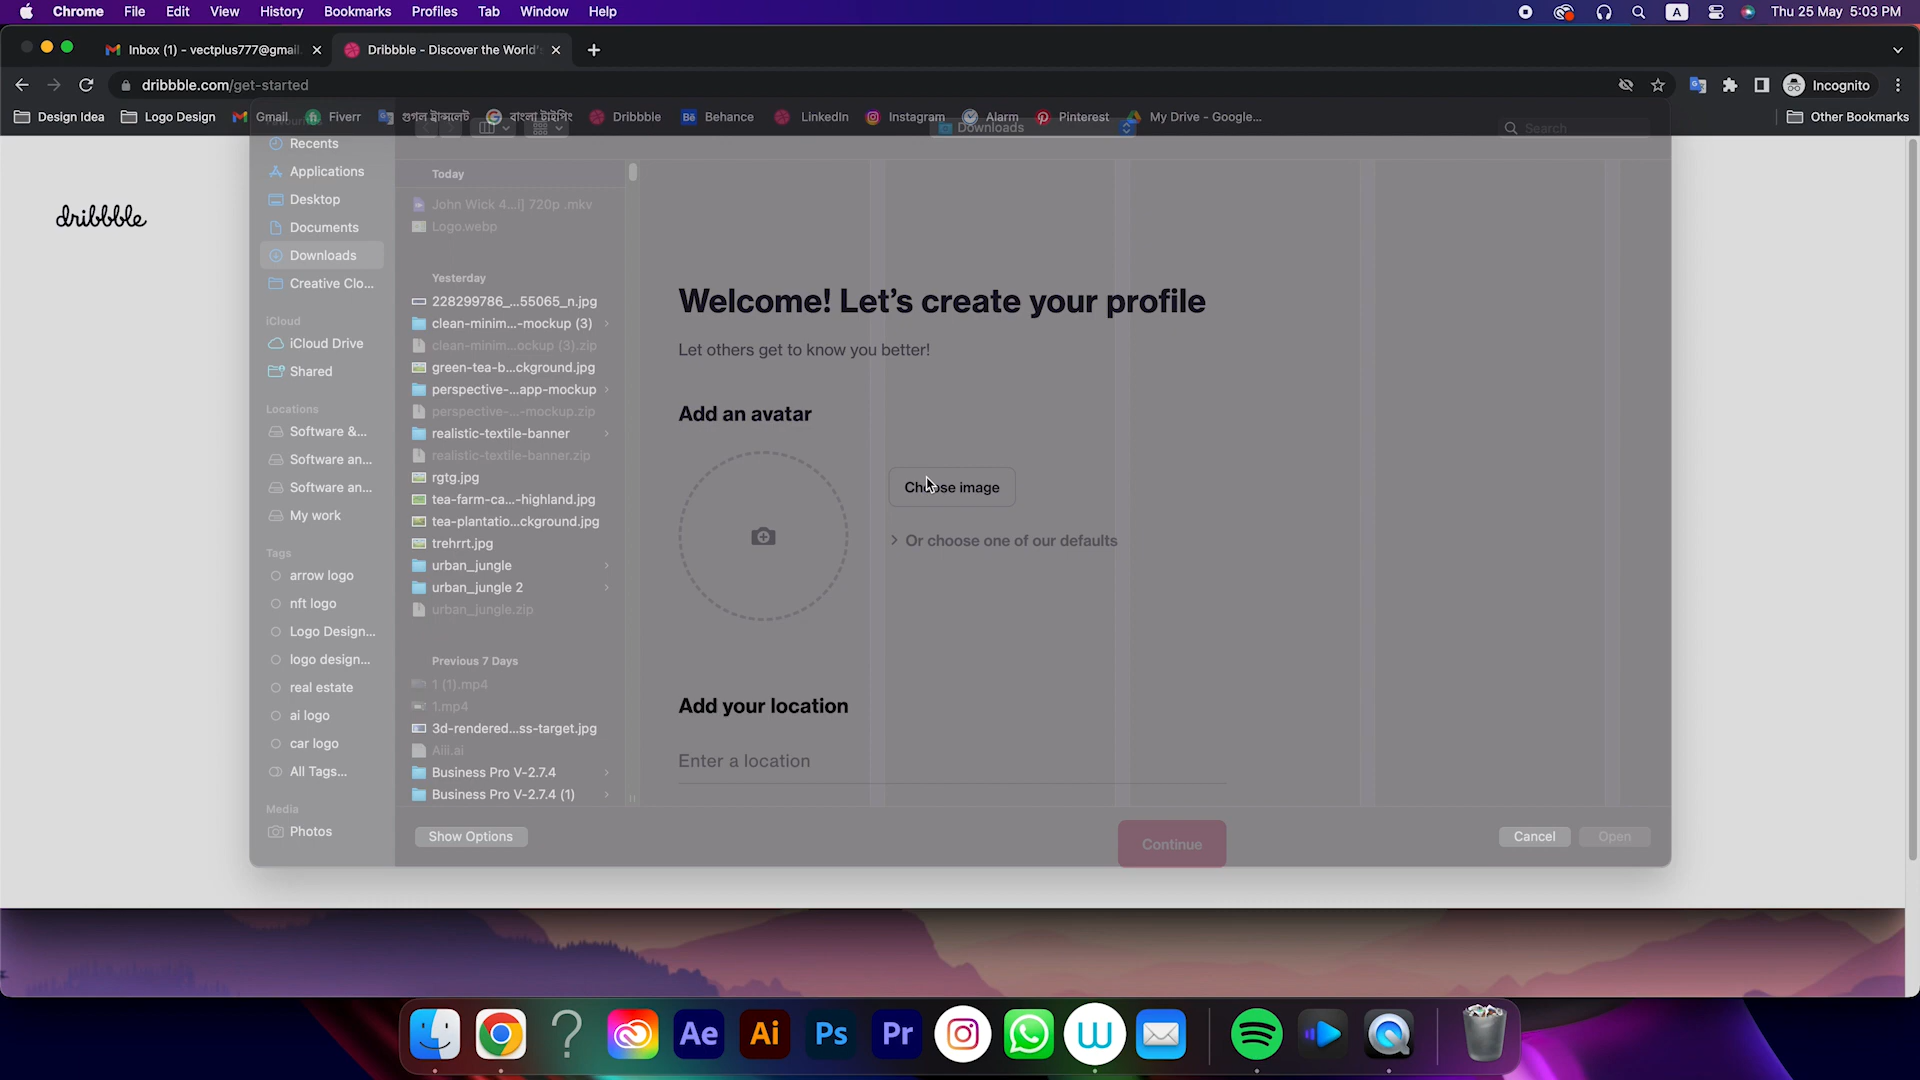 Chrome File Edit View History Bookmarks Profiles Tab Window Help
A Thu 25 May 5:03 PM
Inbox (1) - vectplus777@gmail. Dribbble - Discover the World's
dribbble.com/get-started
Incognito
Design Idea Logo Design Gmail Fiverr গুগল ট্রান্সলেট বাংলা টাইপিং Dribbble Behance LinkedIn Instagram Alarm Pinterest My Drive - Google... Other Bookmarks
Downloads
Search
dribbble
Recents
Applications
Desktop
Documents
Downloads
Creative Clo...
iCloud
iCloud Drive
Shared
Locations
Software &...
Software an...
Software an...
My work
Tags
arrow logo
nft logo
Logo Design...
logo design...
real estate
ai logo
car logo
All Tags...
Media
Photos
Today
John Wick 4...l] 720p .mkv
Logo.webp
Yesterday
228299786_...55065_n.jpg
clean-minim...-mockup (3)
clean-minim...ockup (3).zip
green-tea-b...ckground.jpg
perspective-...app-mockup
perspective-...-mockup.zip
realistic-textile-banner
realistic-textile-banner.zip
rgtg.jpg
tea-farm-ca...-highland.jpg
tea-plantatio...ckground.jpg
trehrrt.jpg
urban_jungle
urban_jungle 2
urban_jungle.zip
Previous 7 Days
1 (1).mp4
1.mp4
3d-rendered...ss-target.jpg
Aiii.ai
Business Pro V-2.7.4
Business Pro V-2.7.4 (1)
Welcome! Let's create your profile
Let others get to know you better!
Add an avatar
Choose image
Or choose one of our defaults
Add your location
Enter a location
Show Options
Continue
Cancel
Open
Ae Ai Ps Pr W